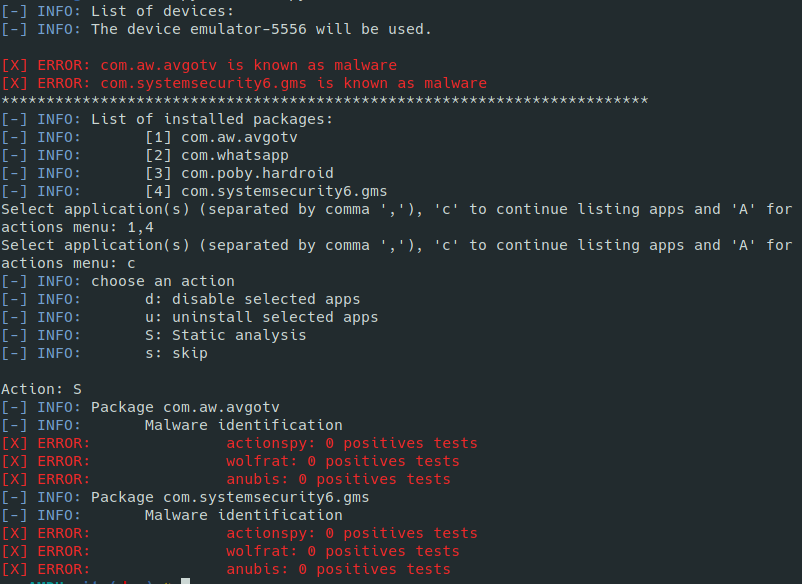 [-] INFO: List of devices:
[-] INFO: The device emulator-5556 will be used.
[X] ERROR: com.aw.avgotv is known as malware
[X] ERROR: com.systemsecurity6.gms is known as malware
************************************************************************
[-] INFO: List of installed packages:
[-] INFO:       [1] com.aw.avgotv
[-] INFO:       [2] com.whatsapp
[-] INFO:       [3] com.poby.hardroid
[-] INFO:       [4] com.systemsecurity6.gms
Select application(s) (separated by comma ','), 'c' to continue listing apps and 'A' for
actions menu: 1,4
Select application(s) (separated by comma ','), 'c' to continue listing apps and 'A' for
actions menu: c
[-] INFO: choose an action
[-] INFO:       d: disable selected apps
[-] INFO:       u: uninstall selected apps
[-] INFO:       S: Static analysis
[-] INFO:       s: skip
Action: S
[-] INFO: Package com.aw.avgotv
[-] INFO:       Malware identification
[X] ERROR:               actionspy: 0 positives tests
[X] ERROR:               wolfrat: 0 positives tests
[X] ERROR:               anubis: 0 positives tests
[-] INFO: Package com.systemsecurity6.gms
[-] INFO:       Malware identification
[X] ERROR:               actionspy: 0 positives tests
[X] ERROR:               wolfrat: 0 positives tests
[X] ERROR:               anubis: 0 positives tests